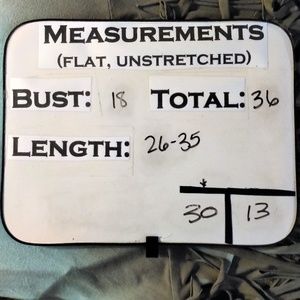 MEASUREMENTS
(FLAT, UNSTRETCHED)
BUST: 18 TOTAL: 36
LENGTH: 26-35
30 13